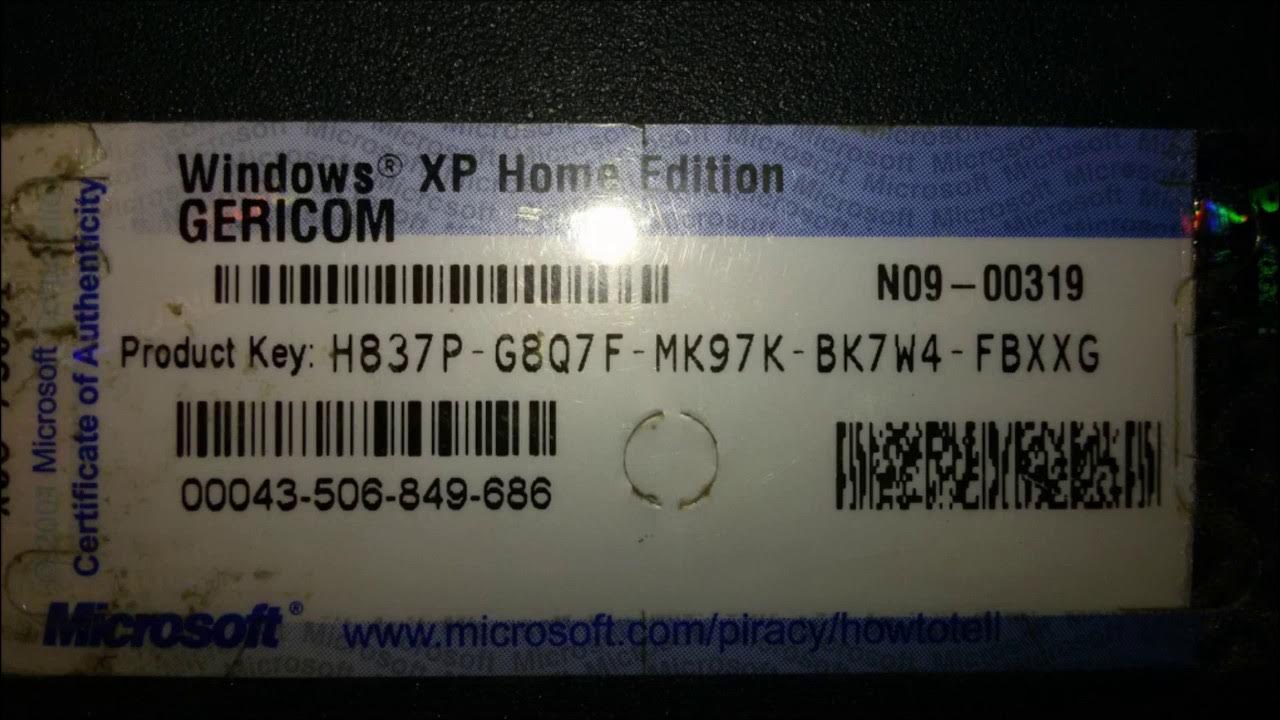 Windows® XP Home Edition
GERICOM
N09-00319
Product Key: H837P-G8Q7F-MK97K-BK7W4-FBXXG
00043-506-849-686
Microsoft® www.microsoft.com/piracy/howtotell
Microsoft
Certificate of Authenticity